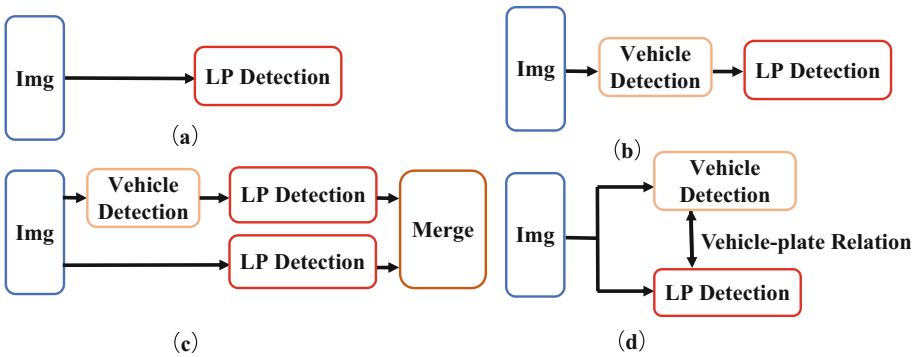 Img
LP Detection
(a)
Img
Vehicle
Detection
LP Detection
(b)
Img
Vehicle
Detection
LP Detection
LP Detection
Merge
(c)
Img
Vehicle
Detection
Vehicle-plate Relation
LP Detection
(d)